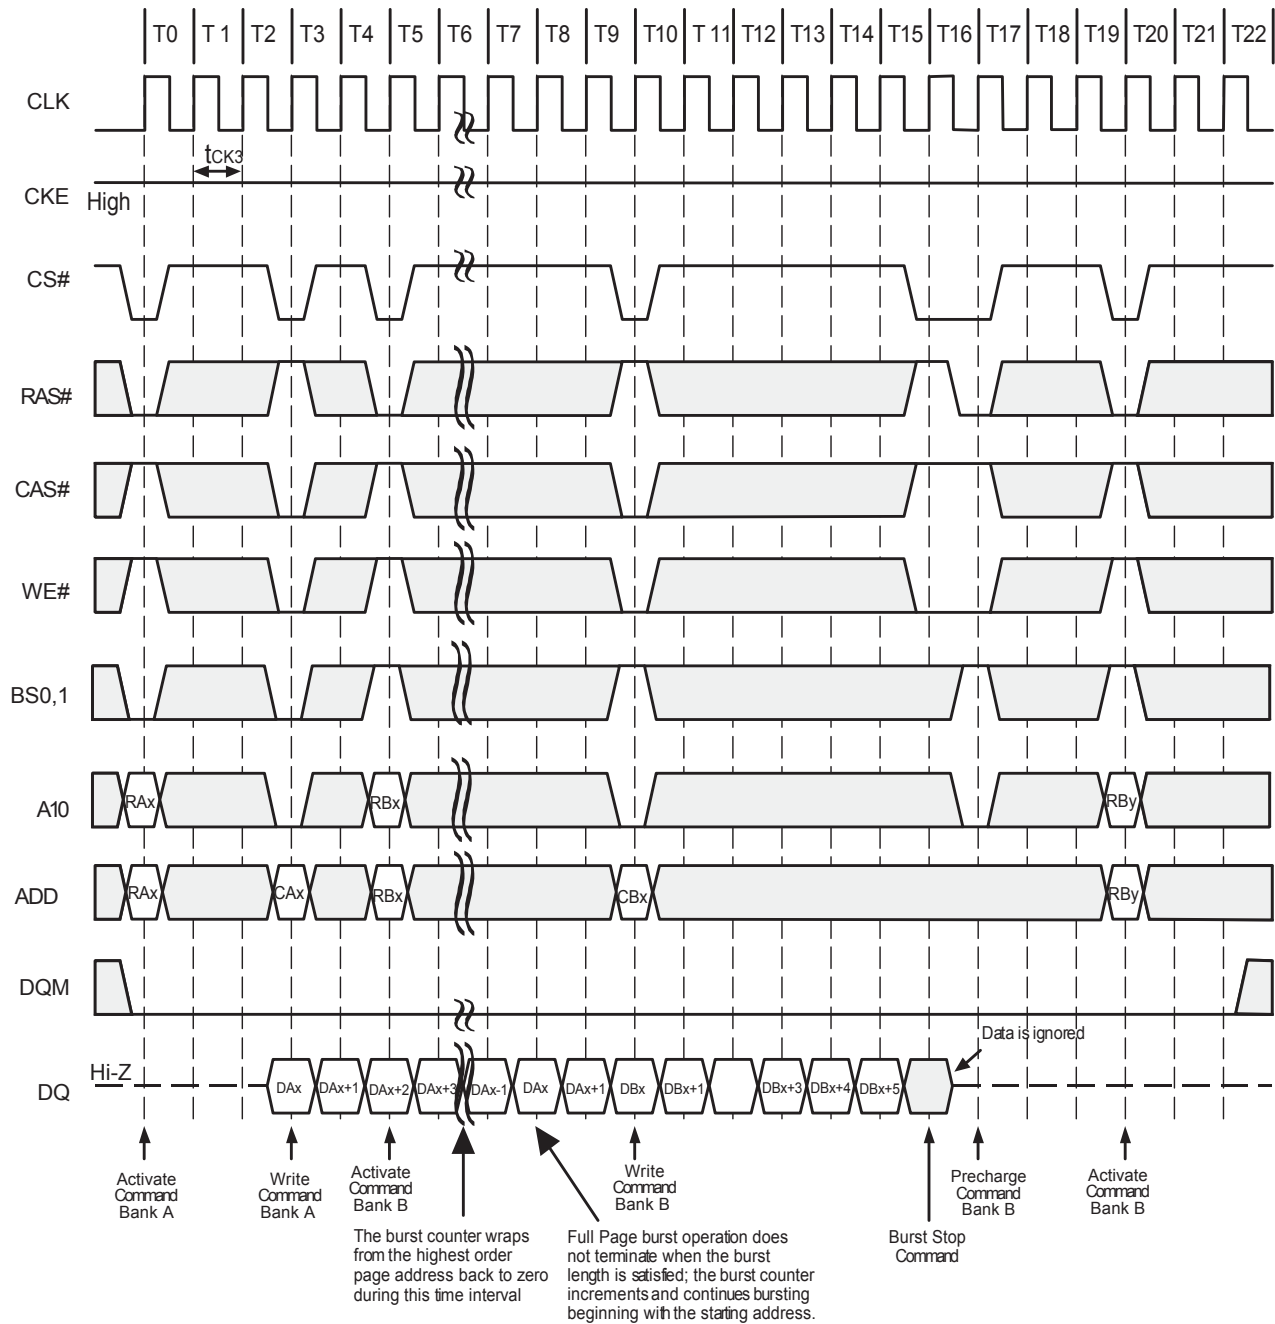 T0 T 1 T2 T3 T4 T5 T6 T7 T8 T9 T10 T 11 T12 T13 T14 T15 T16 T17 T18 T19 T20 T21 T22
CLK
tCK3
CKE High
CS#
RAS#
CAS#
WE#
BS0,1
A10 RAx RBx RBy
ADD RAx CAx RBx CBx RBy
DQM
Data is ignored
DQ Hi-Z DAx DAx+1 DAx+2 DAx+3 DAx-1 DAx DAx+1 DBx DBx+1 DBx+3 DBx+4 DBx+5
Activate
Command
Bank A
Write
Command
Bank A
Activate
Command
Bank B
Write
Command
Bank B
Precharge
Command
Bank B
Activate
Command
Bank B
The burst counter wraps
from the highest order
page address back to zero
during this time interval
Full Page burst operation does
not terminate when the burst
length is satisfied; the burst counter
increments and continues bursting
beginning with the starting address.
Burst Stop
Command